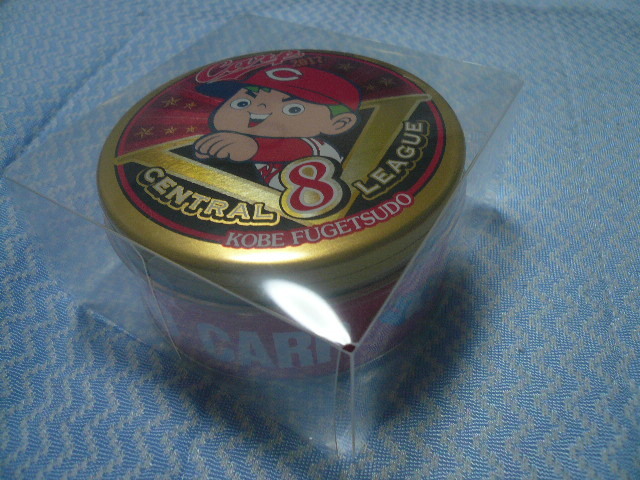 Carp
2017
C
CENTRAL 8 LEAGUE
KOBE FUGETSUDO
CARP